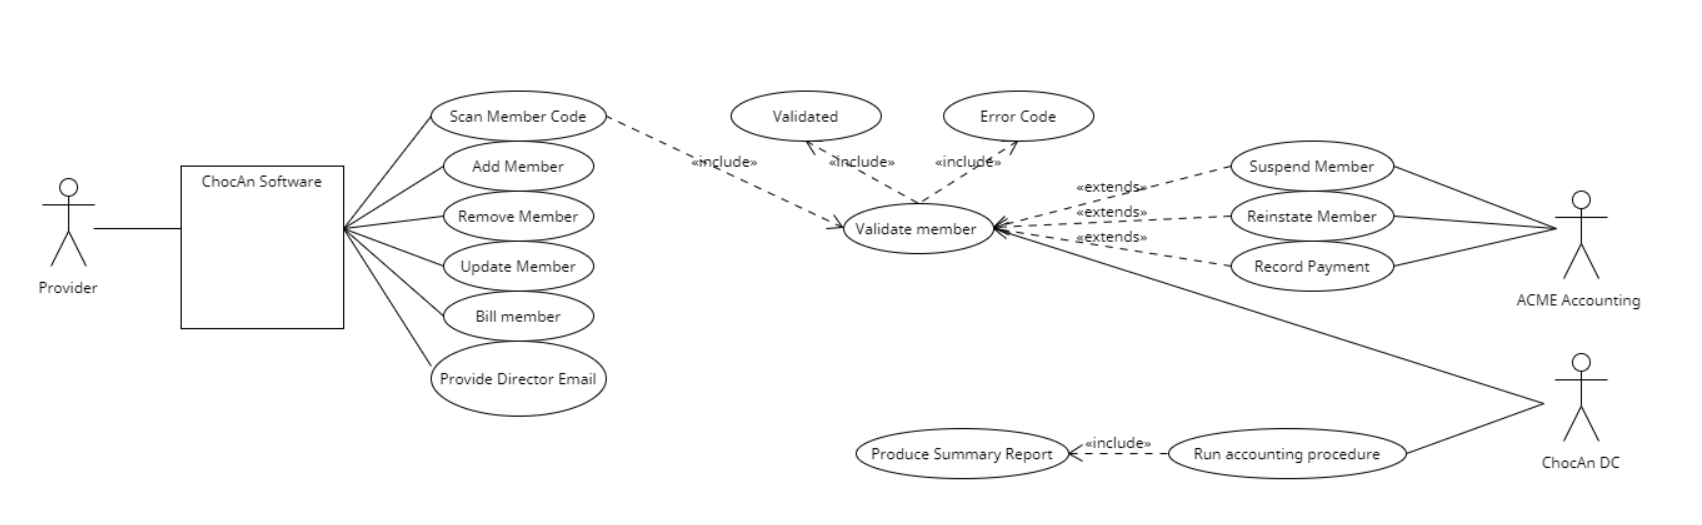 Scan Member Code
Validated
Error Code
«include»
«include»
«include»
Add Member
Suspend Member
ChocAn Software
«extends»
Remove Member
«extends»
Reinstate Member
Validate member
«extends»
Update Member
Record Payment
Provider
ACME Accounting
Bill member
Provide Director Email
«include»
Produce Summary Report
Run accounting procedure
ChocAn DC